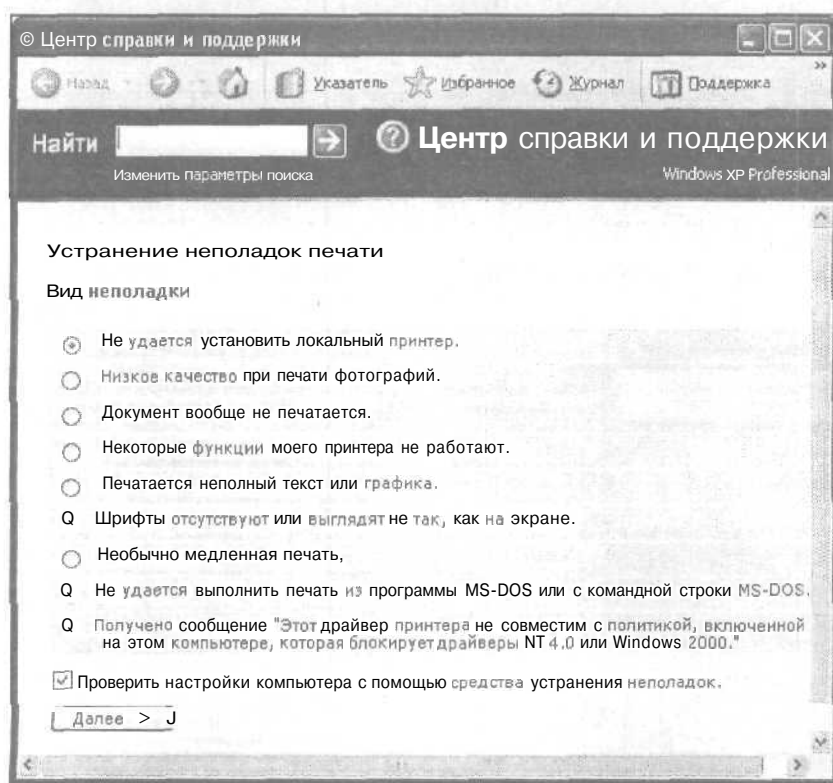 © Центр справки и поддержки
Назад Указатель Избранное Журнал Поддержка »
Найти
Центр справки и поддержки
Изменить параметры поиска
Windows XP Professional
Устранение неполадок печати
Вид неполадки
Не удается установить локальный принтер.
Низкое качество при печати фотографий.
Документ вообще не печатается.
Некоторые функции моего принтера не работают.
Печатается неполный текст или графика.
Q Шрифты отсутствуют или выглядят не так, как на экране.
Необычно медленная печать,
Q Не удается выполнить печать из программы MS-DOS или с командной строки MS-DOS.
Q Получено сообщение "Этот драйвер принтера не совместим с политикой, включенной
на этом компьютере, которая блокирует драйверы NT 4.0 или Windows 2000."
Проверить настройки компьютера с помощью средства устранения неполадок.
Далее > J